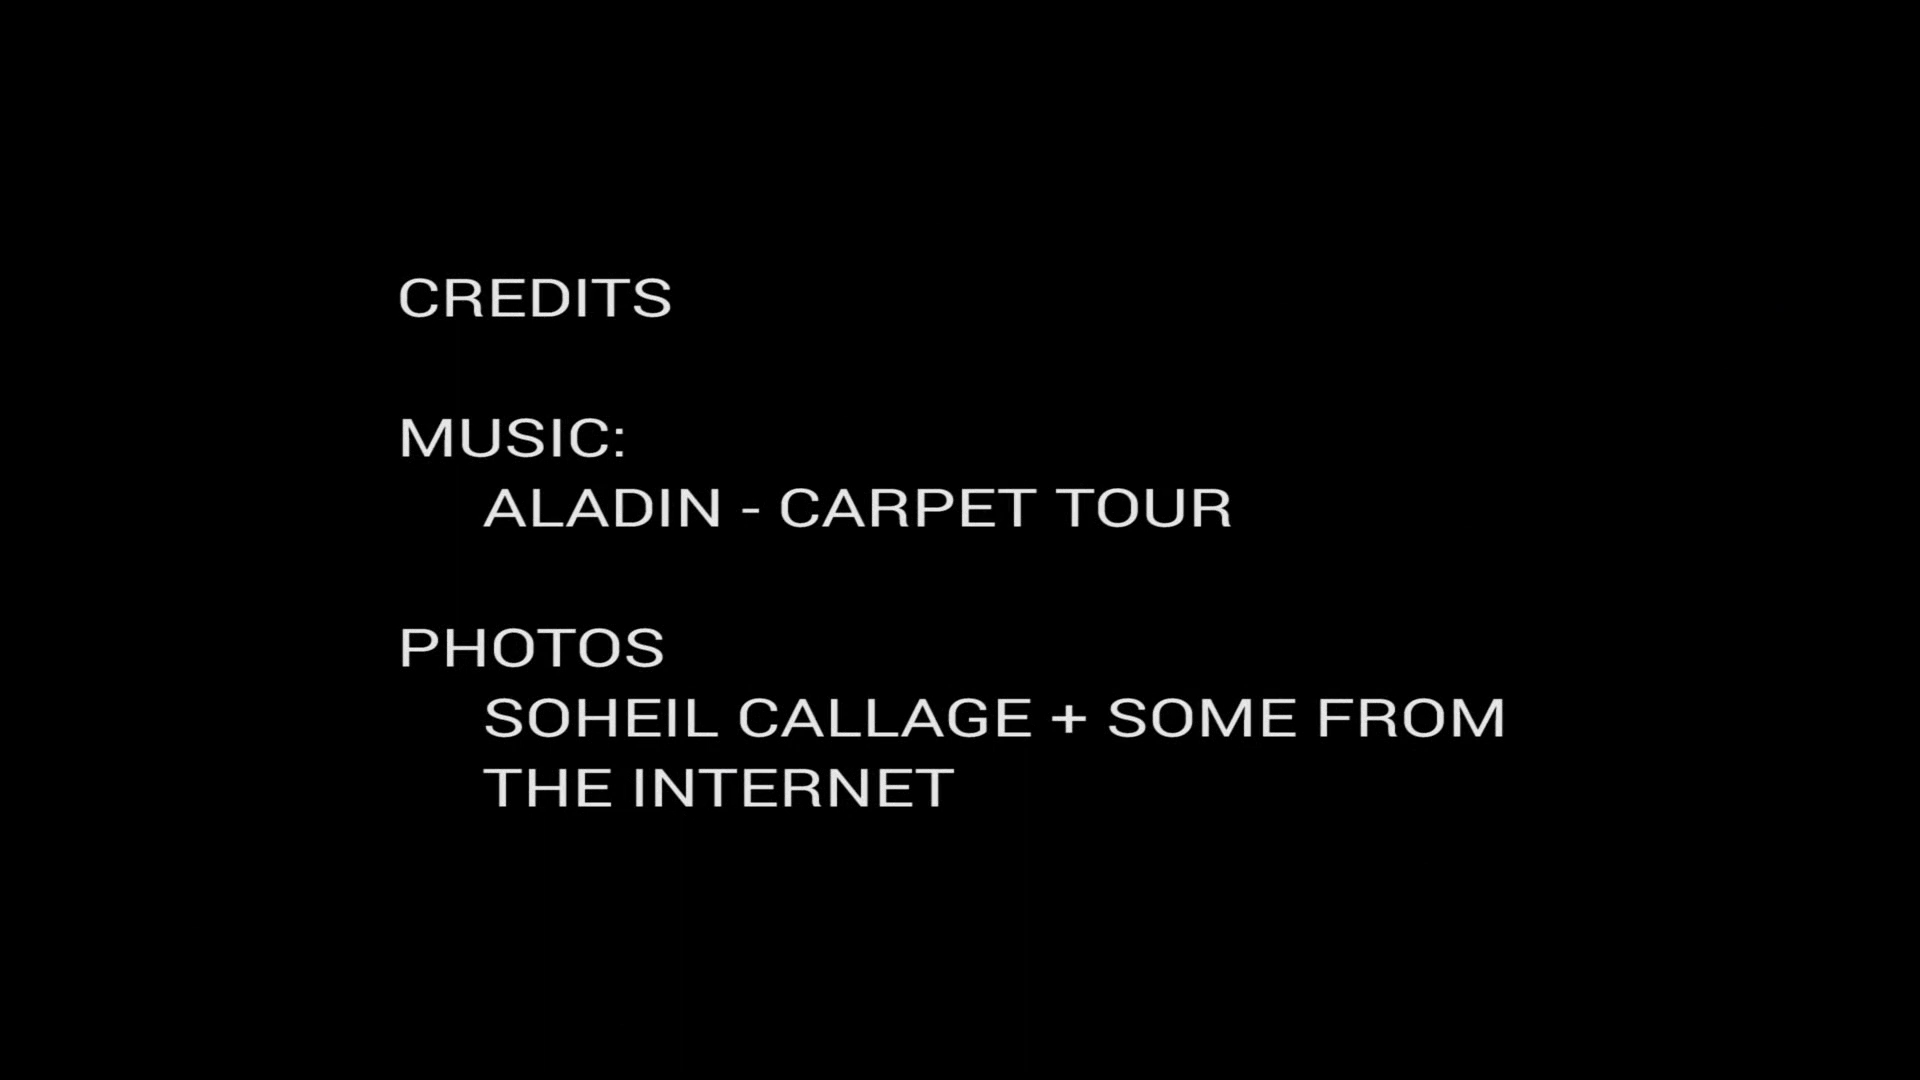 CREDITS
MUSIC:
ALADIN - CARPET TOUR
PHOTOS
SOHEIL CALLAGE + SOME FROM
THE INTERNET